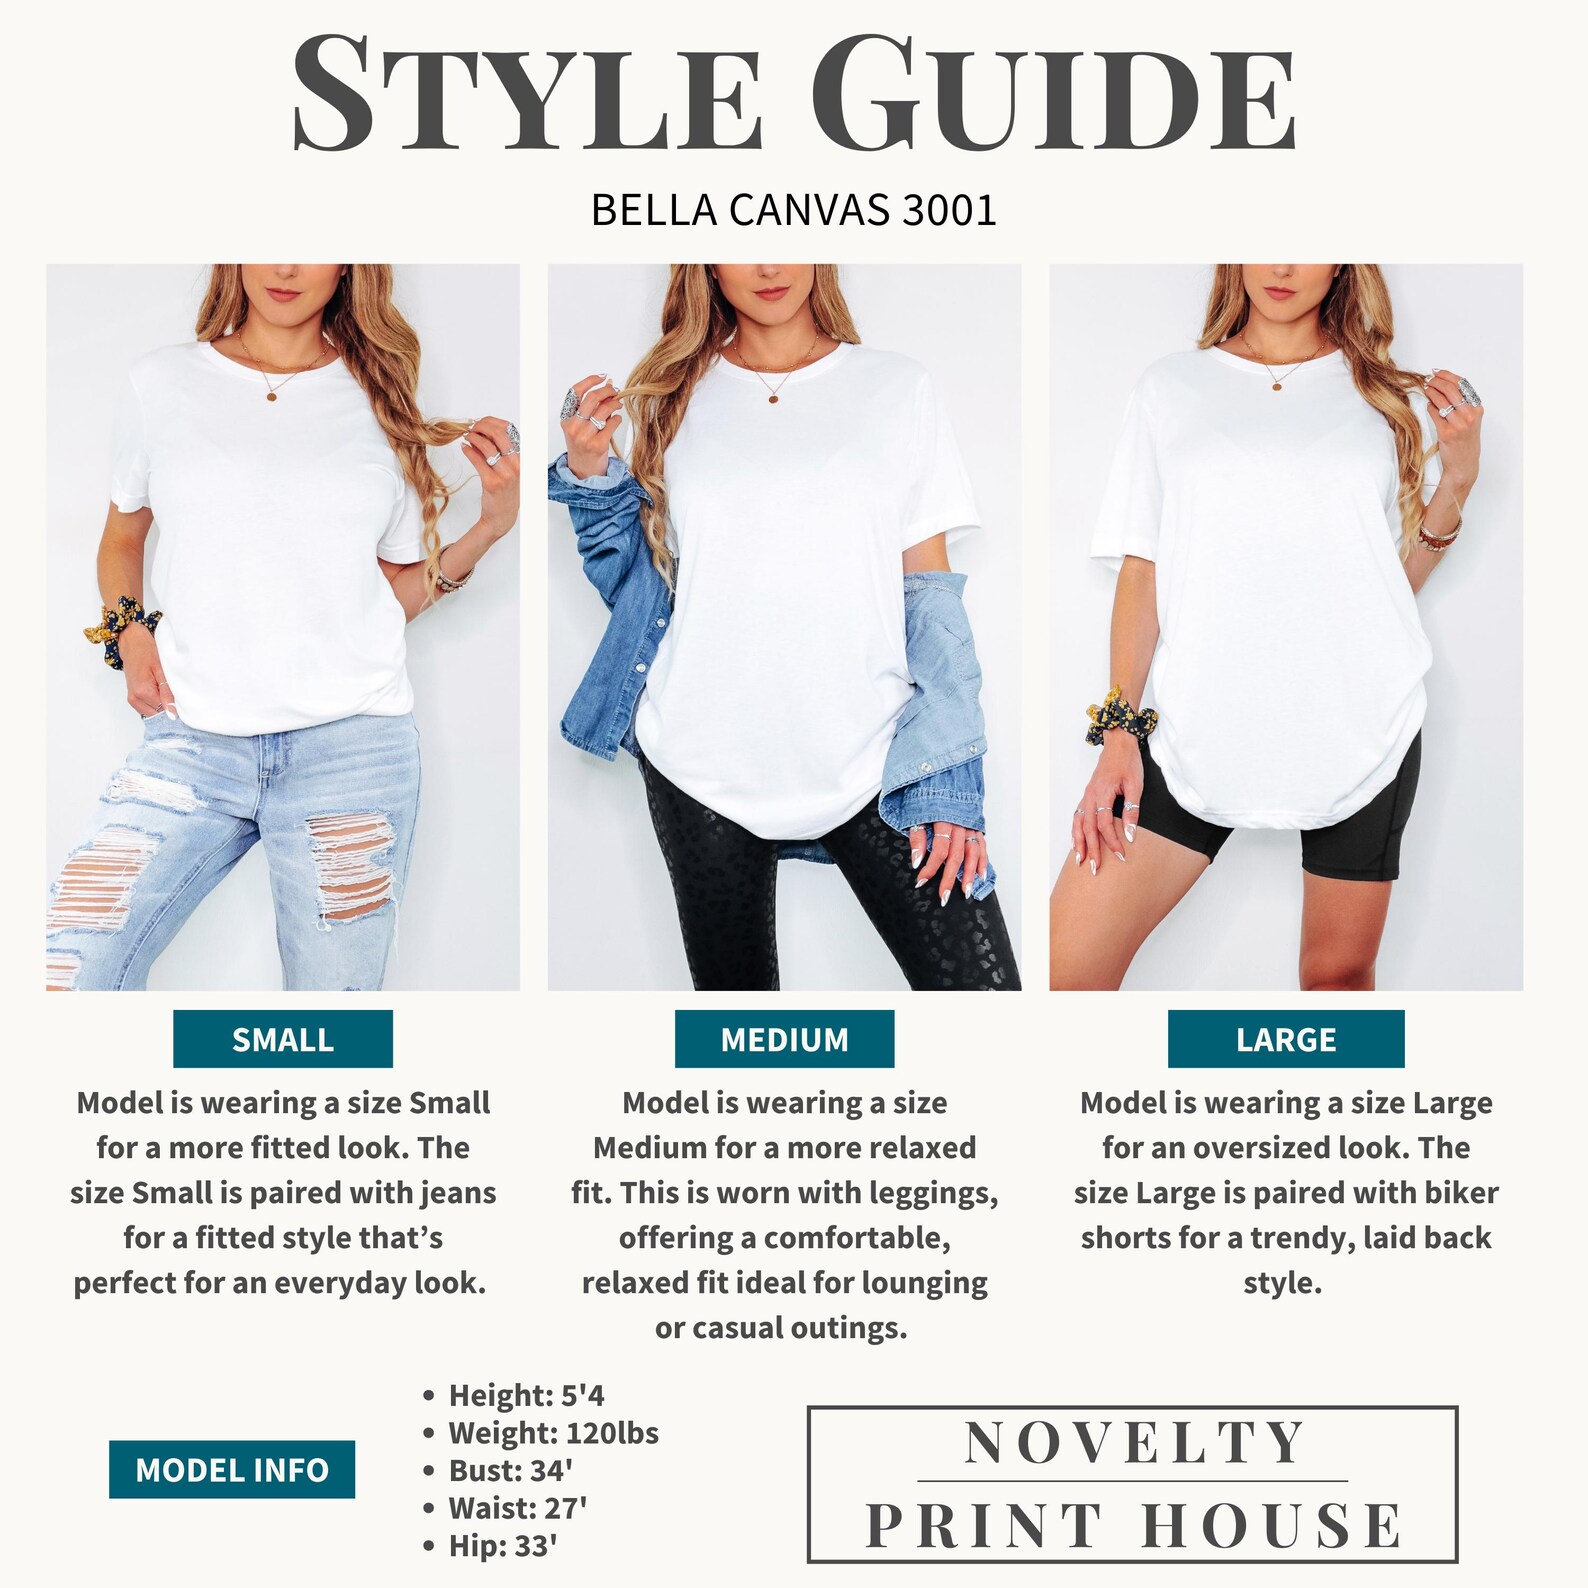 STYLE GUIDE
BELLA CANVAS 3001
SMALL
Model is wearing a size Small
for a more fitted look. The
size Small is paired with jeans
for a fitted style that’s
perfect for an everyday look.
MEDIUM
Model is wearing a size
Medium for a more relaxed
fit. This is worn with leggings,
offering a comfortable,
relaxed fit ideal for lounging
or casual outings.
LARGE
Model is wearing a size Large
for an oversized look. The
size Large is paired with biker
shorts for a trendy, laid back
style.
MODEL INFO
• Height: 5'4
• Weight: 120lbs
• Bust: 34'
• Waist: 27'
• Hip: 33'
NOVELTY
PRINT HOUSE